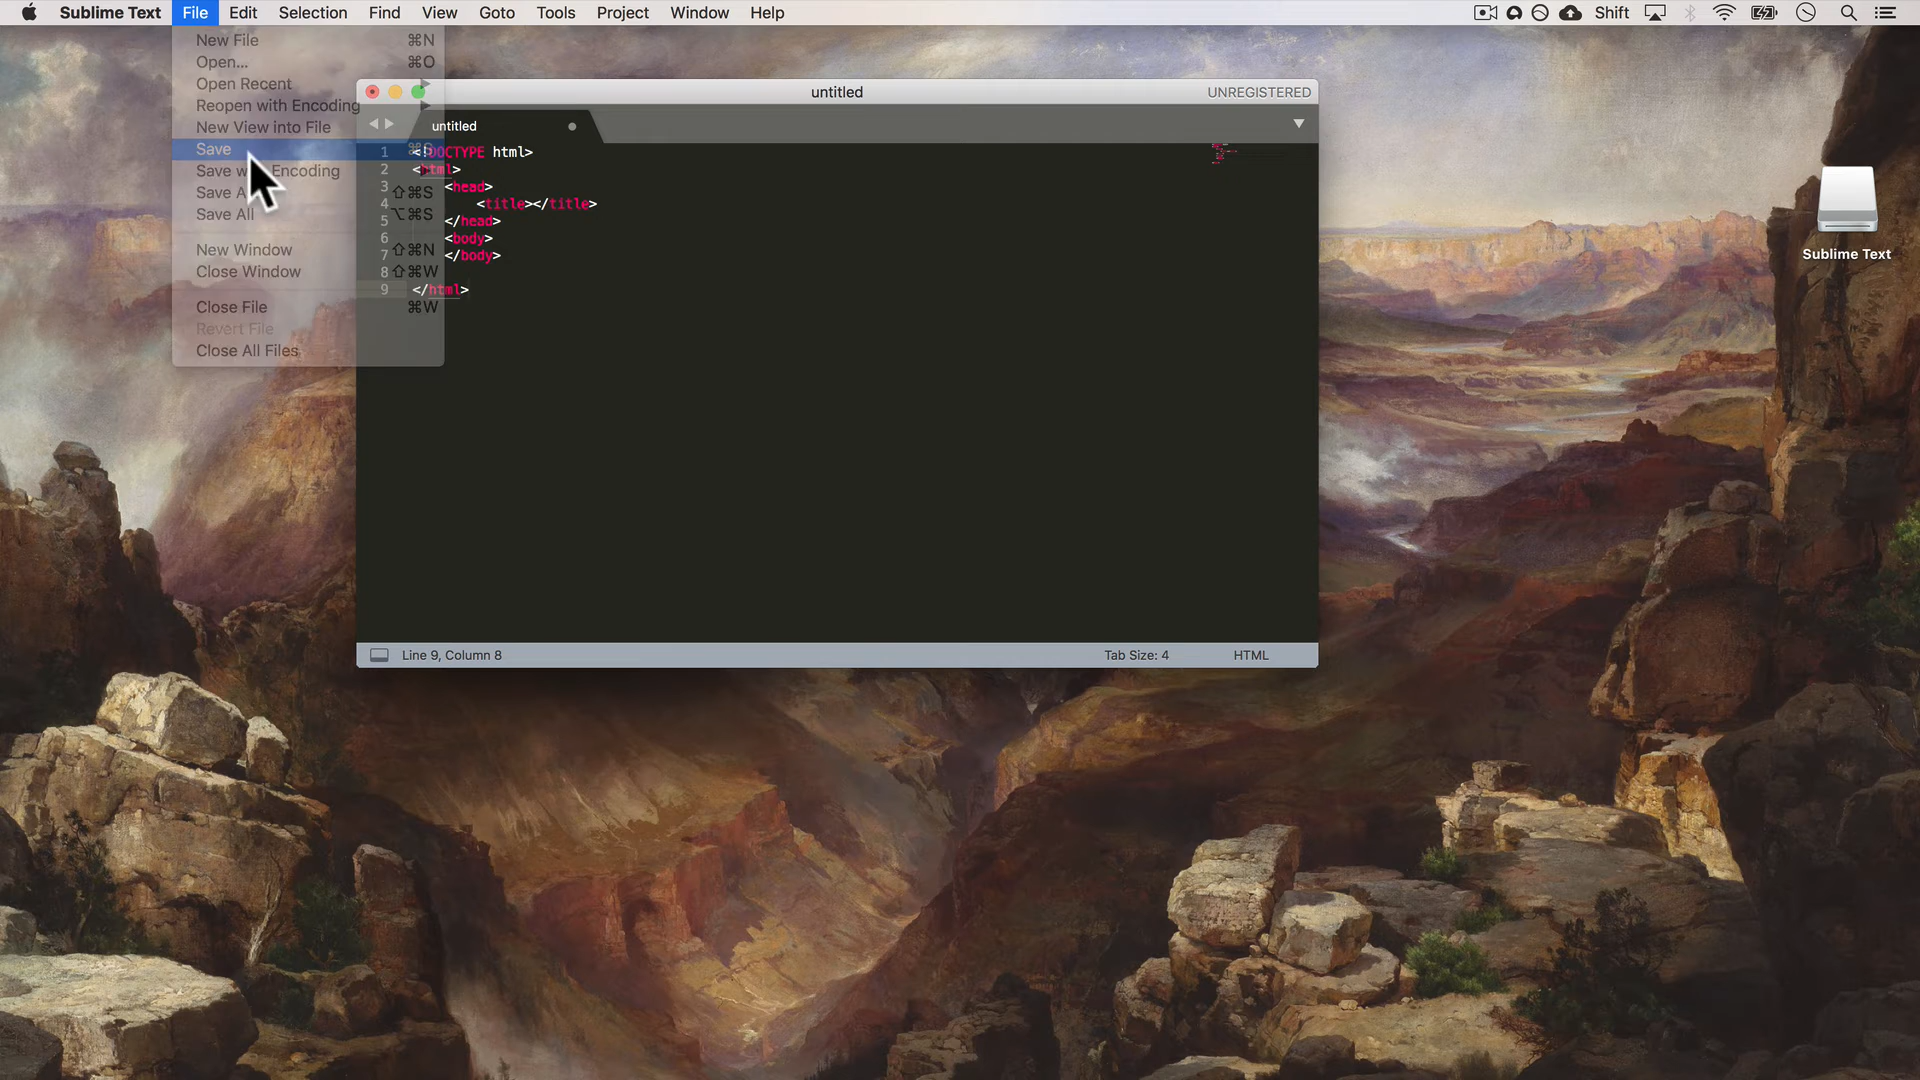 Sublime Text File Edit Selection Find View Goto Tools Project Window Help Shift
New File ⌘N
Open... ⌘O
Open Recent
Reopen with Encoding
New View into File
Save
Encoding
Save All ⌥⌘S
⇧⌘S
New Window ⇧⌘N
Close Window ⇧⌘W
Close File ⌘W
Revert File
Close All Files
untitled UNREGISTERED
untitled
1 <!DOCTYPE html>
2 <html>
3 <head>
4 <title></title>
5 </head>
6 <body>
7 </body>
8
9 </html>
Line 9, Column 8 Tab Size: 4 HTML
Sublime Text